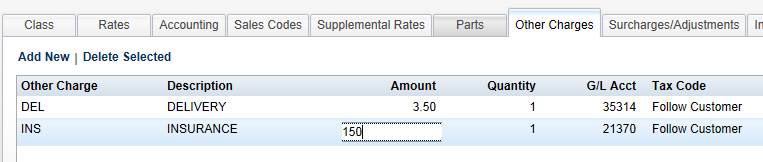 Class Rates Accounting Sales Codes Supplemental Rates Parts Other Charges Surcharges/Adjustments
Add New | Delete Selected
Other Charge Description Amount Quantity G/L Acct Tax Code
DEL DELIVERY 3.50 1 35314 Follow Customer
INS INSURANCE 150 1 21370 Follow Customer